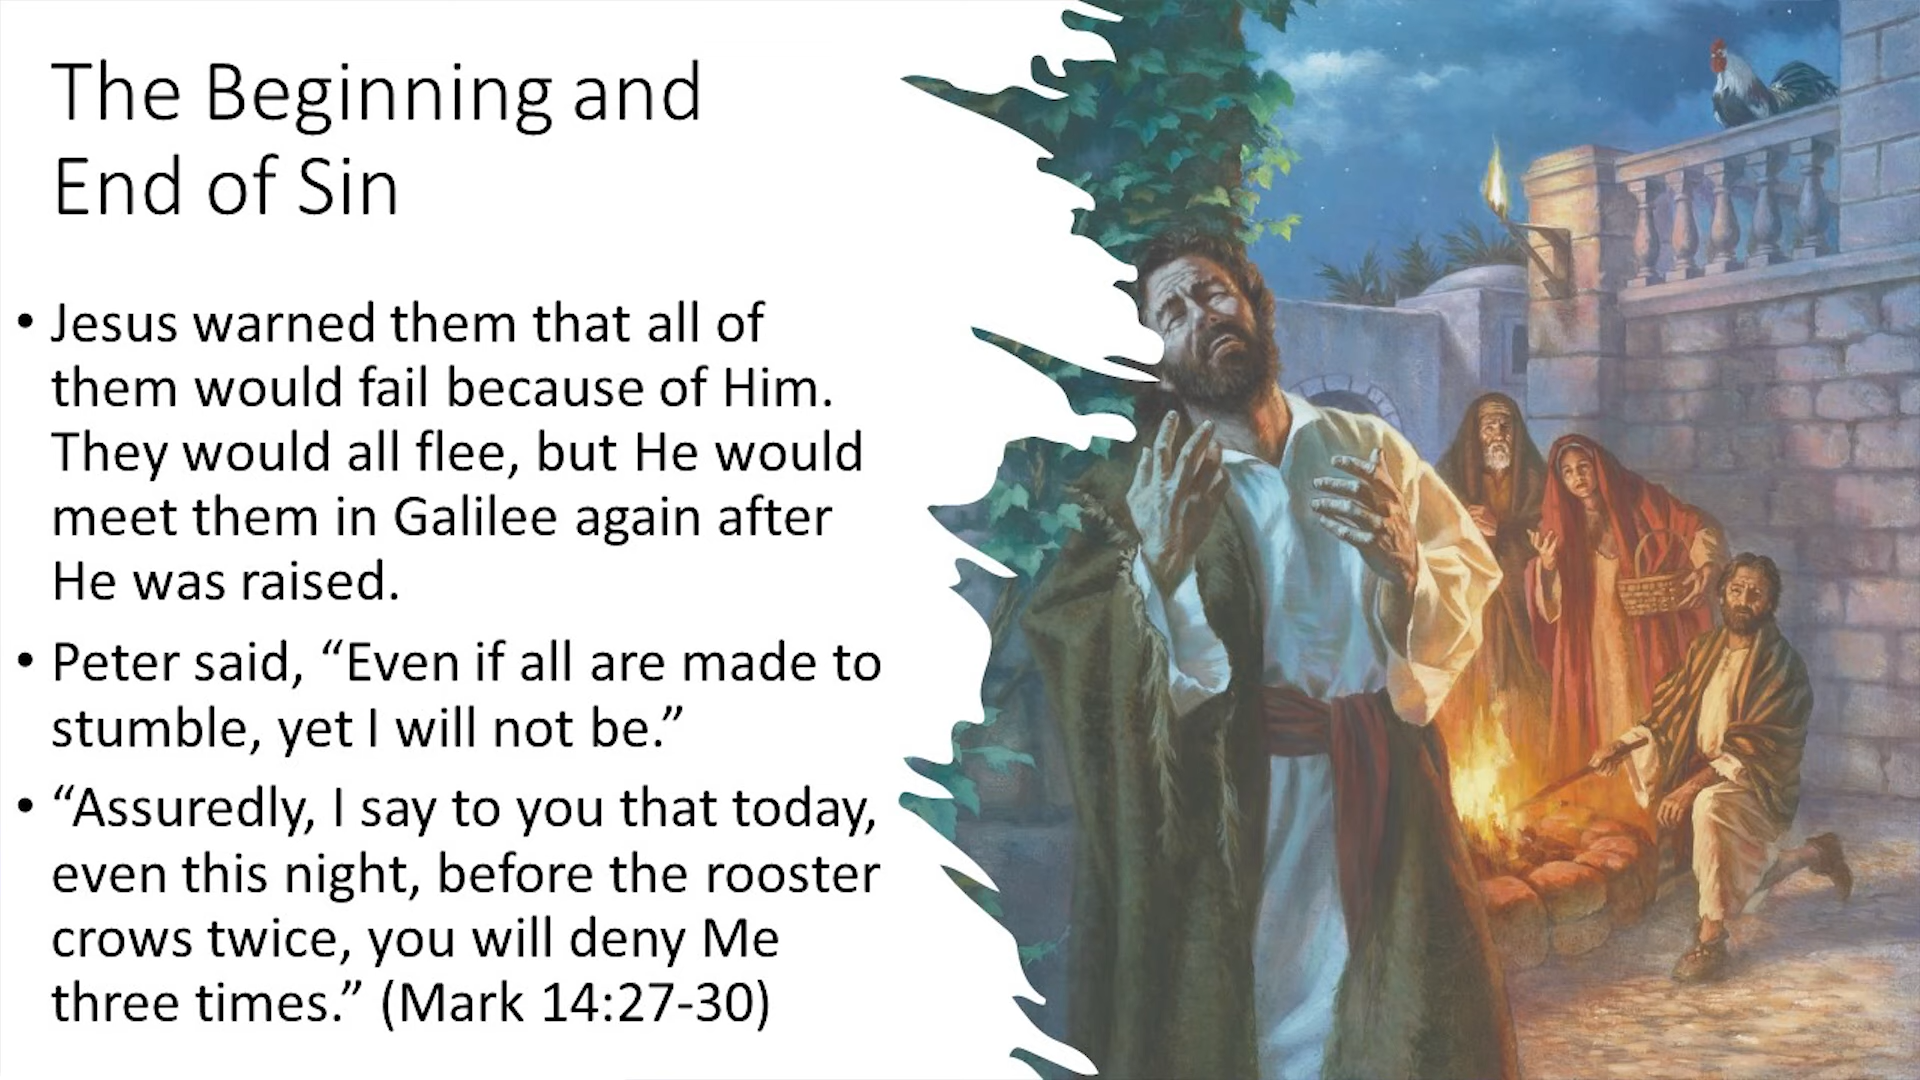 The Beginning and
End of Sin
• Jesus warned them that all of
them would fail because of Him.
They would all flee, but He would
meet them in Galilee again after
He was raised.
• Peter said, “Even if all are made to
stumble, yet I will not be.”
• “Assuredly, I say to you that today,
even this night, before the rooster
crows twice, you will deny Me
three times.” (Mark 14:27-30)